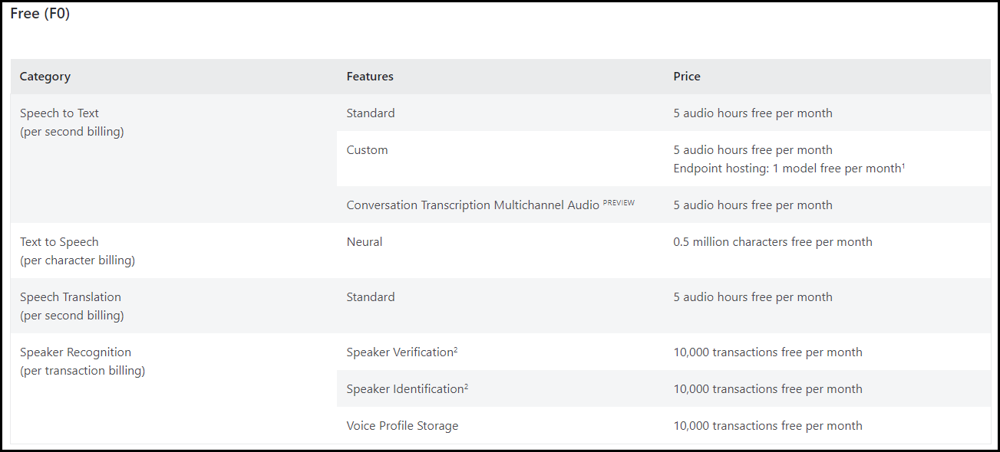 Free (F0)
Category Features Price
Speech to Text Standard 5 audio hours free per month
(per second billing)
Custom 5 audio hours free per month
Endpoint hosting: 1 model free per month¹
Conversation Transcription Multichannel Audio PREVIEW 5 audio hours free per month
Text to Speech Neural 0.5 million characters free per month
(per character billing)
Speech Translation Standard 5 audio hours free per month
(per second billing)
Speaker Recognition Speaker Verification² 10,000 transactions free per month
(per transaction billing)
Speaker Identification² 10,000 transactions free per month
Voice Profile Storage 10,000 transactions free per month